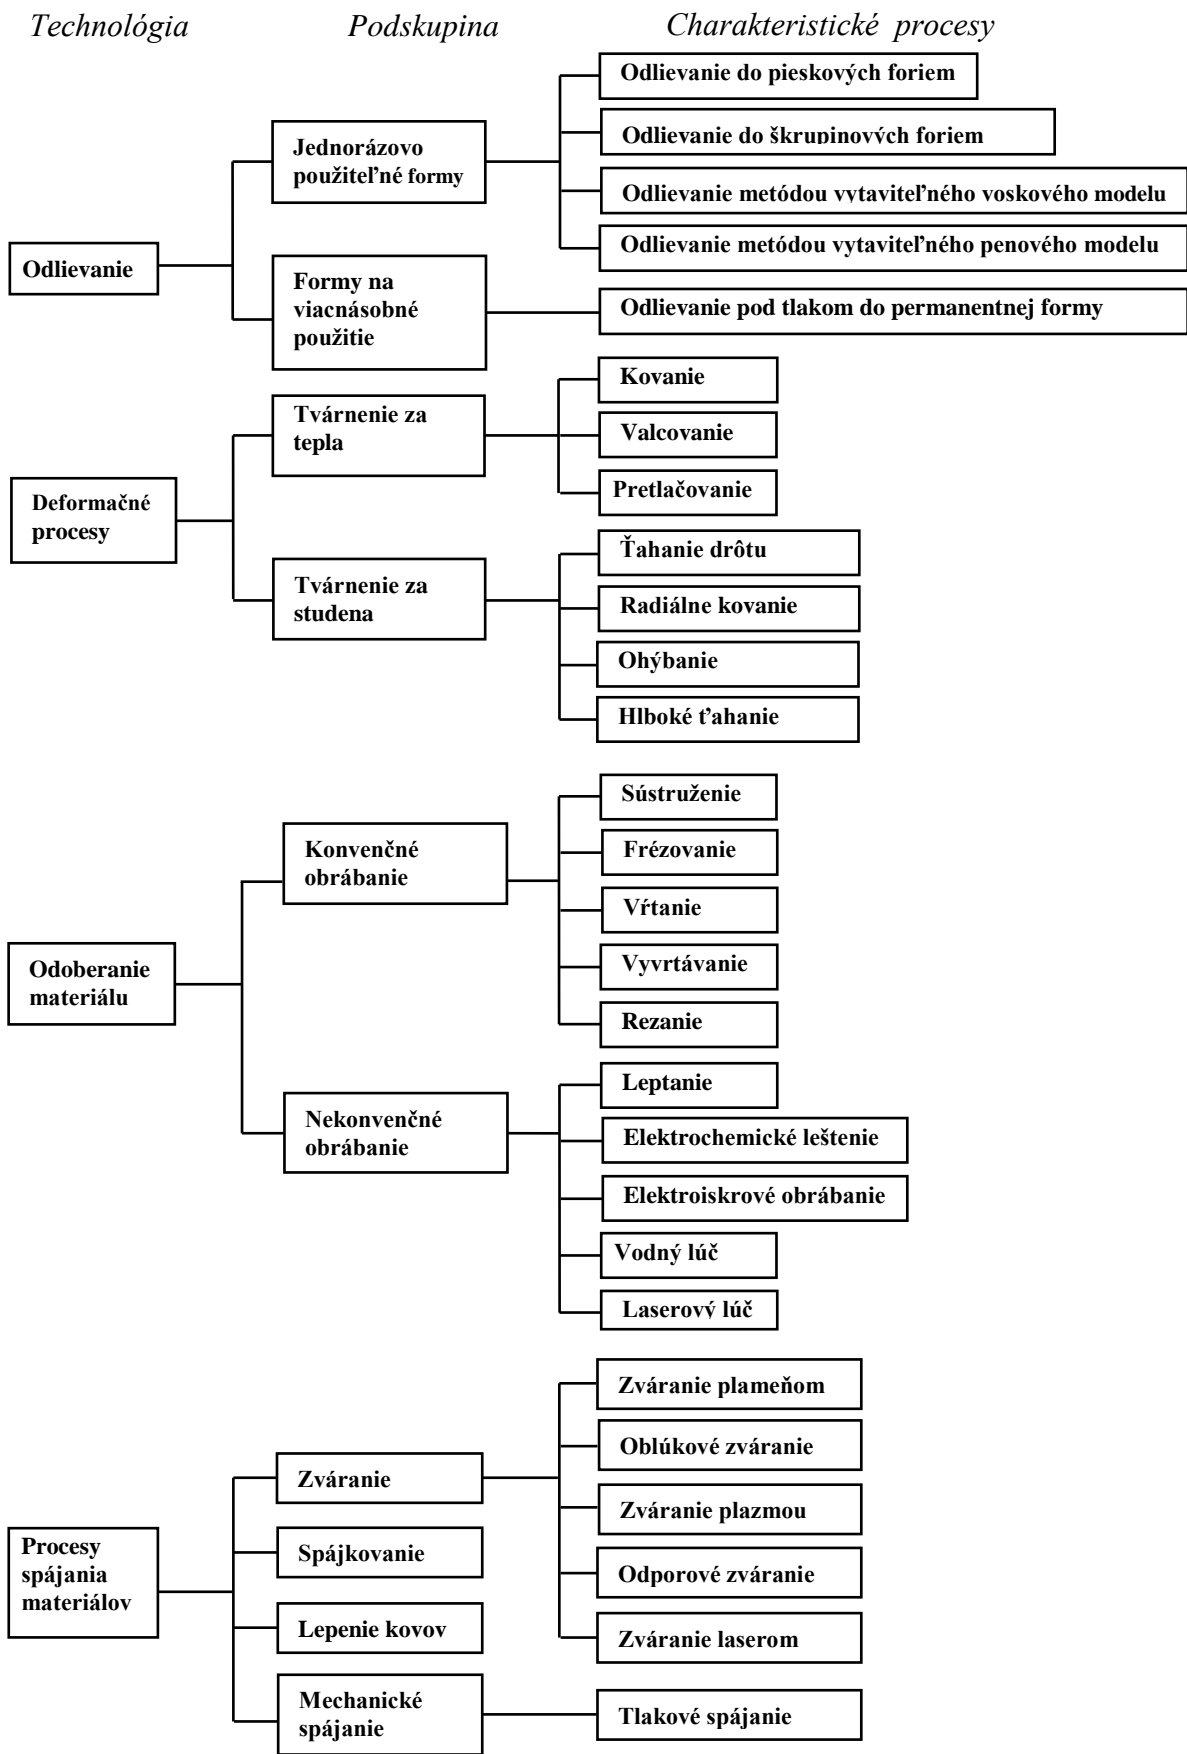 Technológia
Podskupina
Charakteristické procesy
Odlievanie
Jednorázovo
použiteľné formy
Odlievanie do pieskových foriem
Odlievanie do škrupinových foriem
Odlievanie metódou vytaviteľného voskového modelu
Odlievanie metódou vytaviteľného penového modelu
Formy na
viacnásobné
použitie
Odlievanie pod tlakom do permanentnej formy
Deformačné
procesy
Tvárnenie za
tepla
Kovanie
Valcovanie
Pretlačovanie
Tvárnenie za
studena
Ťahanie drôtu
Radiálne kovanie
Ohýbanie
Hlboké ťahanie
Odoberanie
materiálu
Konvenčné
obrábanie
Sústruženie
Frézovanie
Vŕtanie
Vyvrtávanie
Rezanie
Nekonvenčné
obrábanie
Leptanie
Elektrochemické leštenie
Elektroiskrové obrábanie
Vodný lúč
Laserový lúč
Procesy
spájania
materiálov
Zváranie
Zváranie plameňom
Oblúkové zváranie
Zváranie plazmou
Odporové zváranie
Zváranie laserom
Spájkovanie
Lepenie kovov
Mechanické
spájanie
Tlakové spájanie